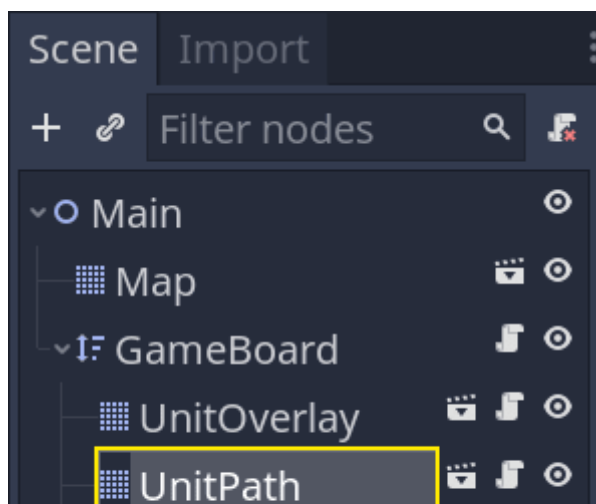 Scene Import
Filter nodes
Main
Map
GameBoard
UnitOverlay
UnitPath